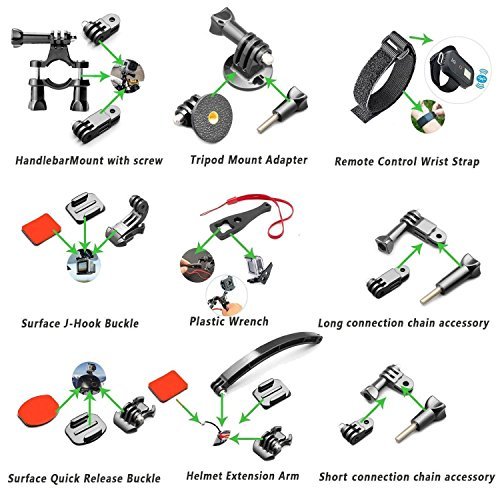 HandlebarMount with screw
Tripod Mount Adapter
Remote Control Wrist Strap
Surface J-Hook Buckle
Plastic Wrench
Long connection chain accessory
Surface Quick Release Buckle
Helmet Extension Arm
Short connection chain accessory